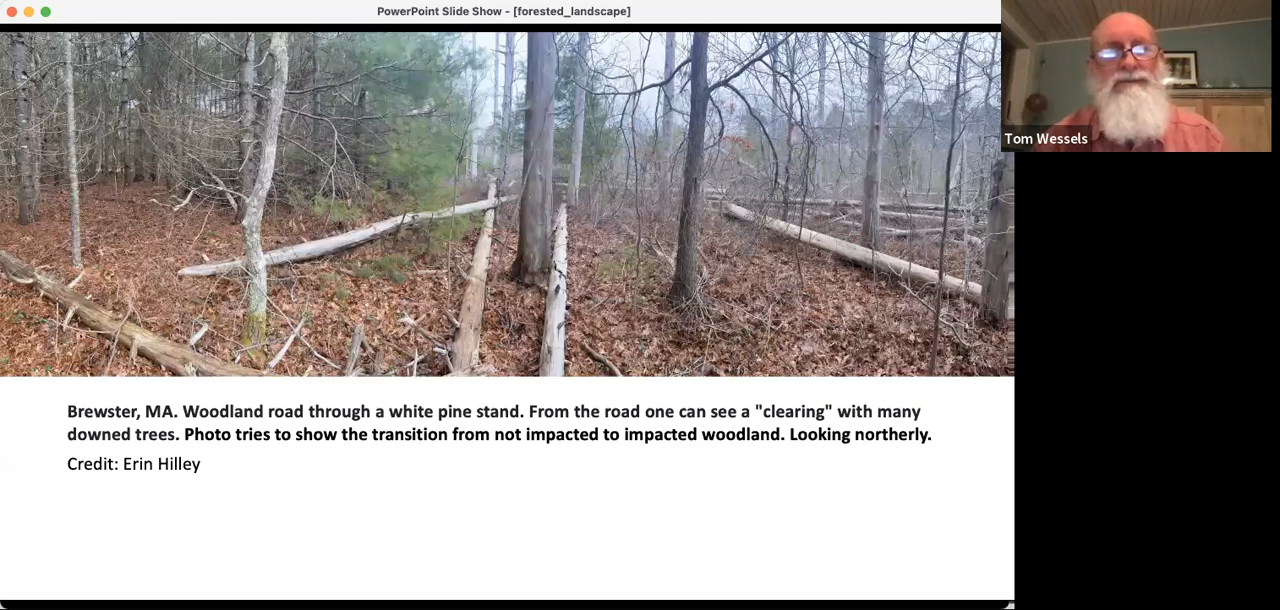 PowerPoint Slide Show - [forested_landscape]
Tom Wessels
Brewster, MA. Woodland road through a white pine stand. From the road one can see a "clearing" with many
downed trees. Photo tries to show the transition from not impacted to impacted woodland. Looking northerly.
Credit: Erin Hilley